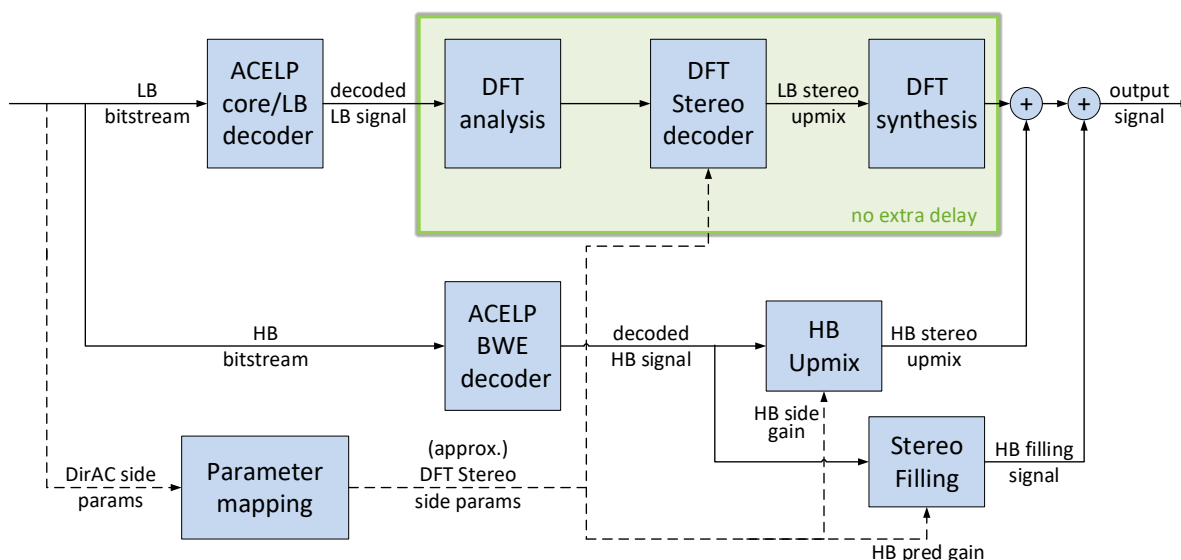 ACELP
core/LB
decoder
DFT
analysis
DFT
Stereo
decoder
DFT
synthesis
LB
bitstream
decoded
LB signal
LB stereo
upmix
+
+
output
signal
no extra delay
ACELP
BWE
decoder
HB
bitstream
decoded
HB signal
HB
Upmix
HB stereo
upmix
HB side
gain
Stereo
Filling
HB filling
signal
DirAC side
params
Parameter
mapping
(approx.)
DFT Stereo
side params
HB pred gain